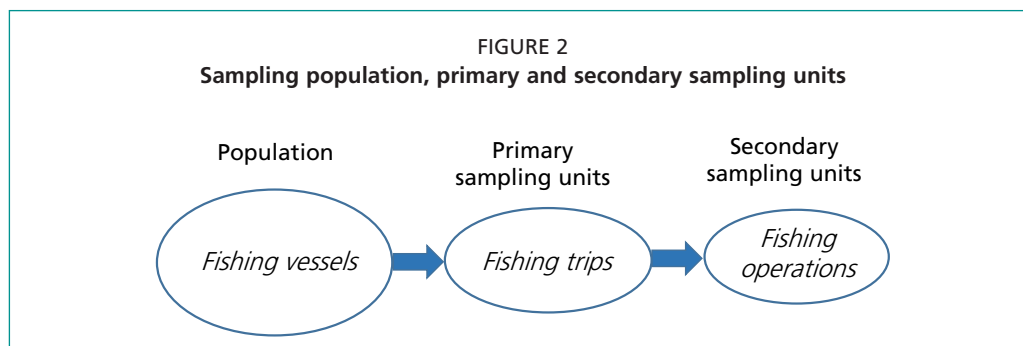 FIGURE 2
Sampling population, primary and secondary sampling units
Population
Primary
sampling units
Secondary
sampling units
Fishing vessels
Fishing trips
Fishing
operations